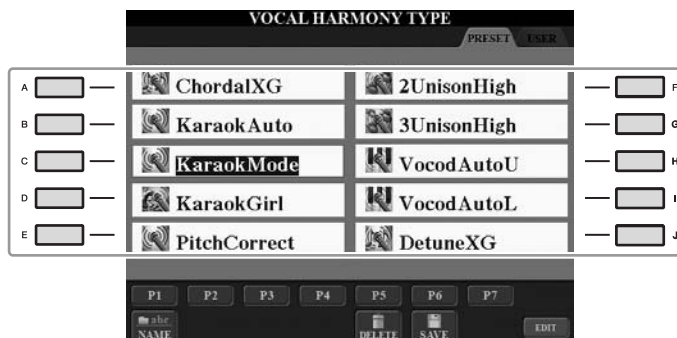 VOCAL HARMONY TYPE
PRESET USER
A ChordalXG 2UnisonHigh F
B KaraokAuto 3UnisonHigh G
C KaraokMode VocodAutoU H
D KaraokGirl VocodAutoL I
E PitchCorrect DetuneXG J
P1 P2 P3 P4 P5 P6 P7
abc
NAME DELETE SAVE EDIT